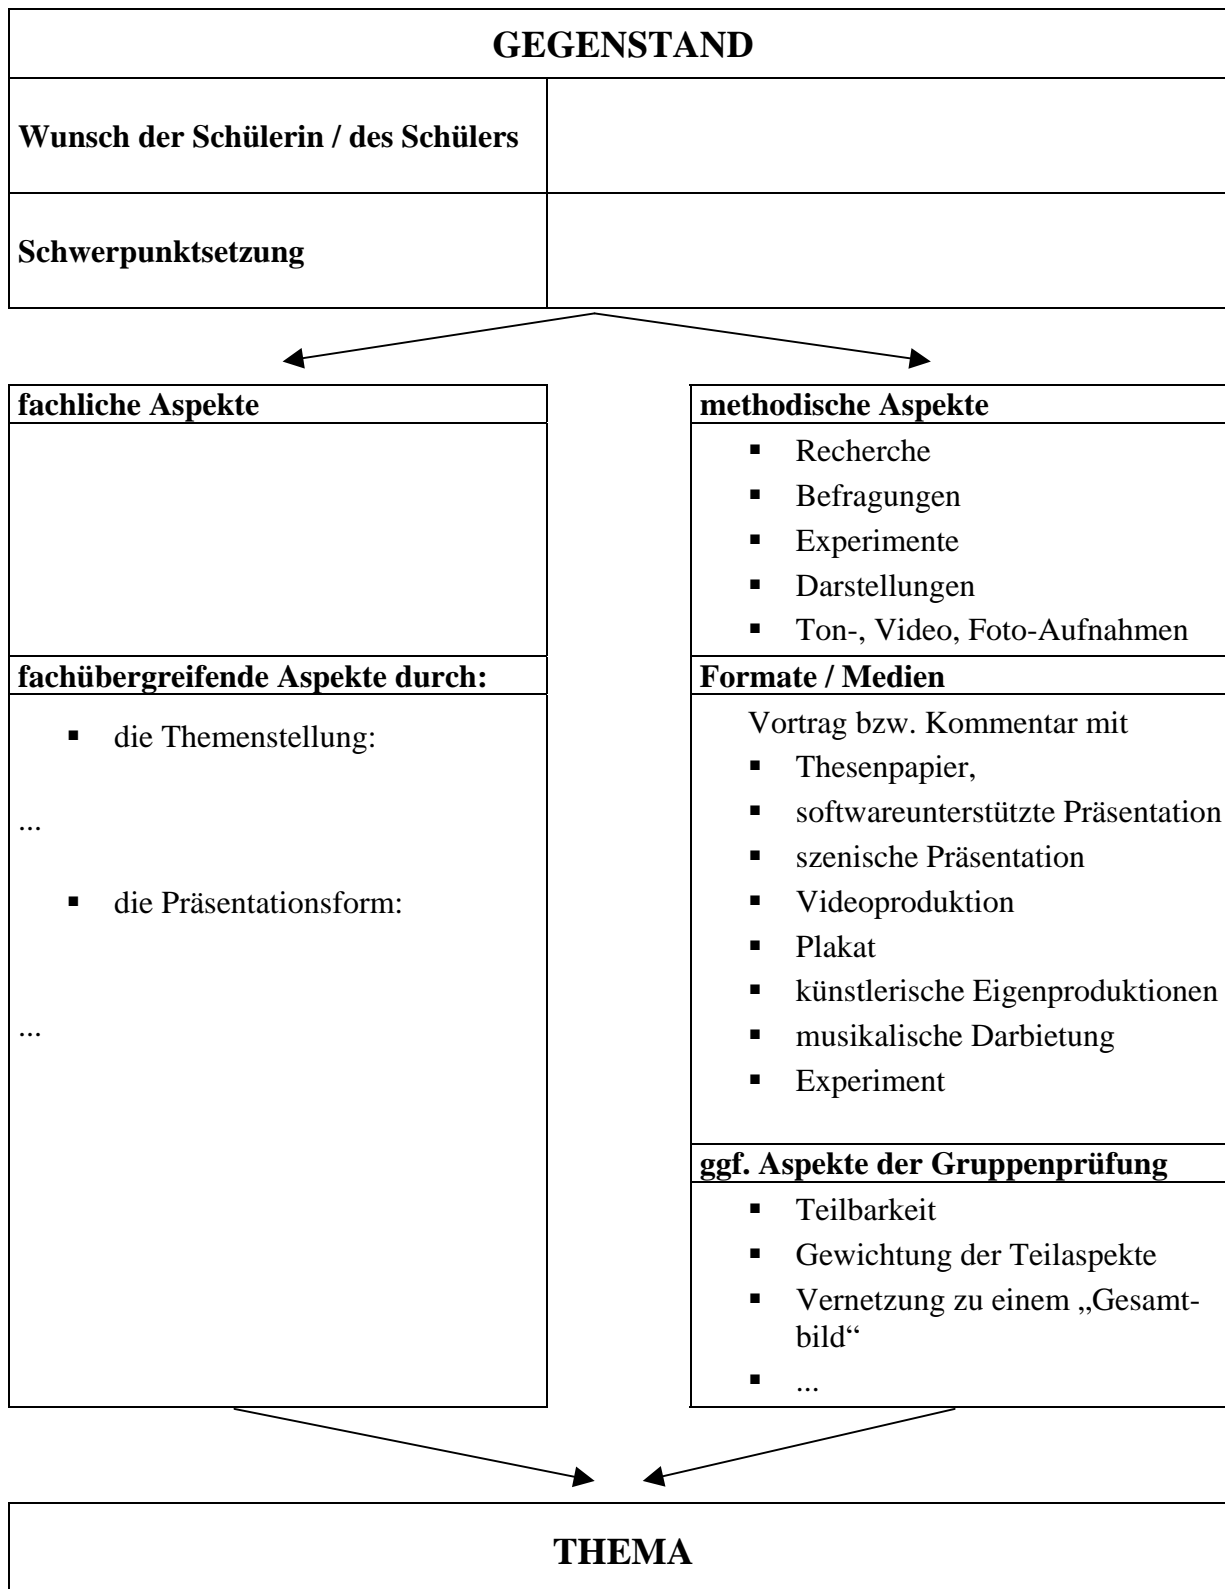 GEGENSTAND
Wunsch der Schülerin / des Schülers
Schwerpunktsetzung
fachliche Aspekte
fachübergreifende Aspekte durch:
▪ die Themenstellung:
...
▪ die Präsentationsform:
...
methodische Aspekte
▪ Recherche
▪ Befragungen
▪ Experimente
▪ Darstellungen
▪ Ton-, Video, Foto-Aufnahmen
Formate / Medien
Vortrag bzw. Kommentar mit
▪ Thesenpapier,
▪ softwareunterstützte Präsentation
▪ szenische Präsentation
▪ Videoproduktion
▪ Plakat
▪ künstlerische Eigenproduktionen
▪ musikalische Darbietung
▪ Experiment
ggf. Aspekte der Gruppenprüfung
▪ Teilbarkeit
▪ Gewichtung der Teilaspekte
▪ Vernetzung zu einem „Gesamt-
bild“
▪ ...
THEMA